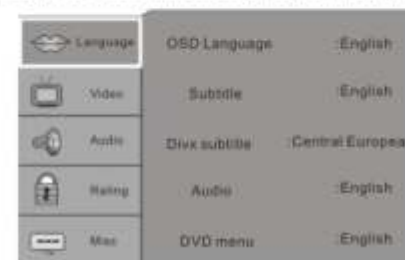 Language
OSD Language :English
Video
Subtitle :English
Audio
Divx subtitle :Central Europea
Rating
Audio :English
Misc
DVD menu :English